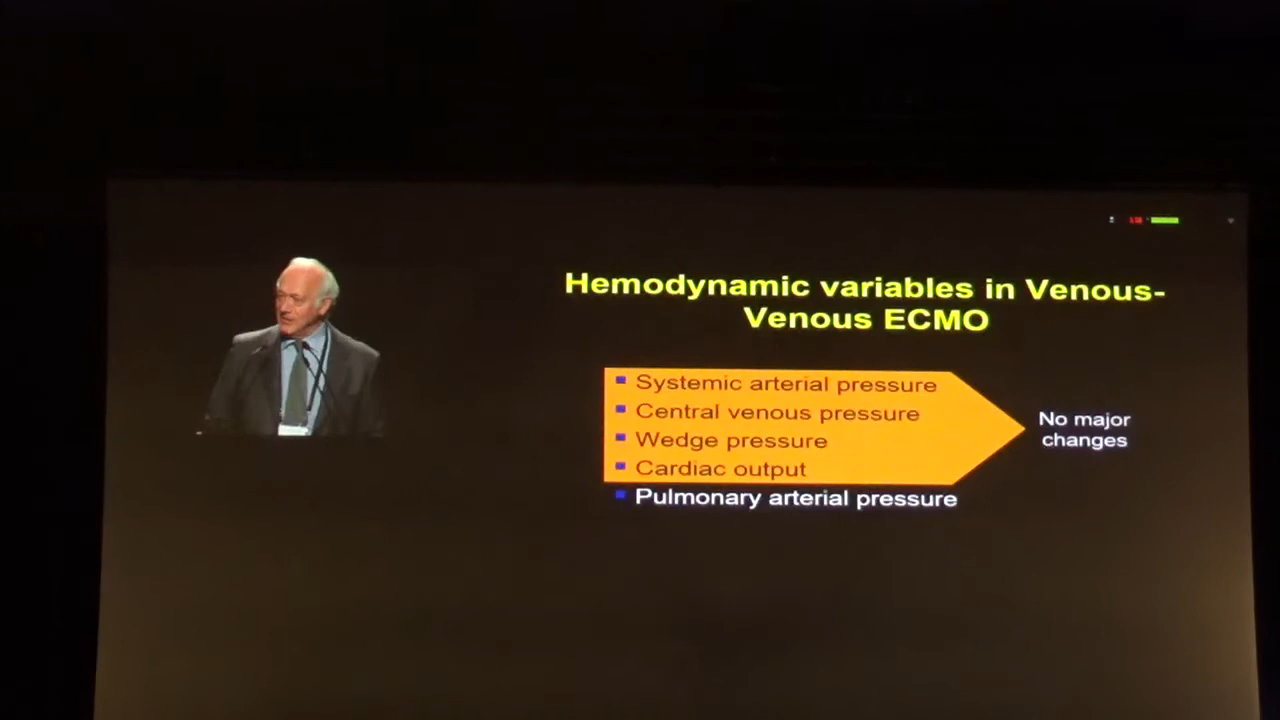 Hemodynamic variables in Venous-
Venous ECMO
Systemic arterial pressure
Central venous pressure
Wedge pressure
Cardiac output
Pulmonary arterial pressure
No major
changes